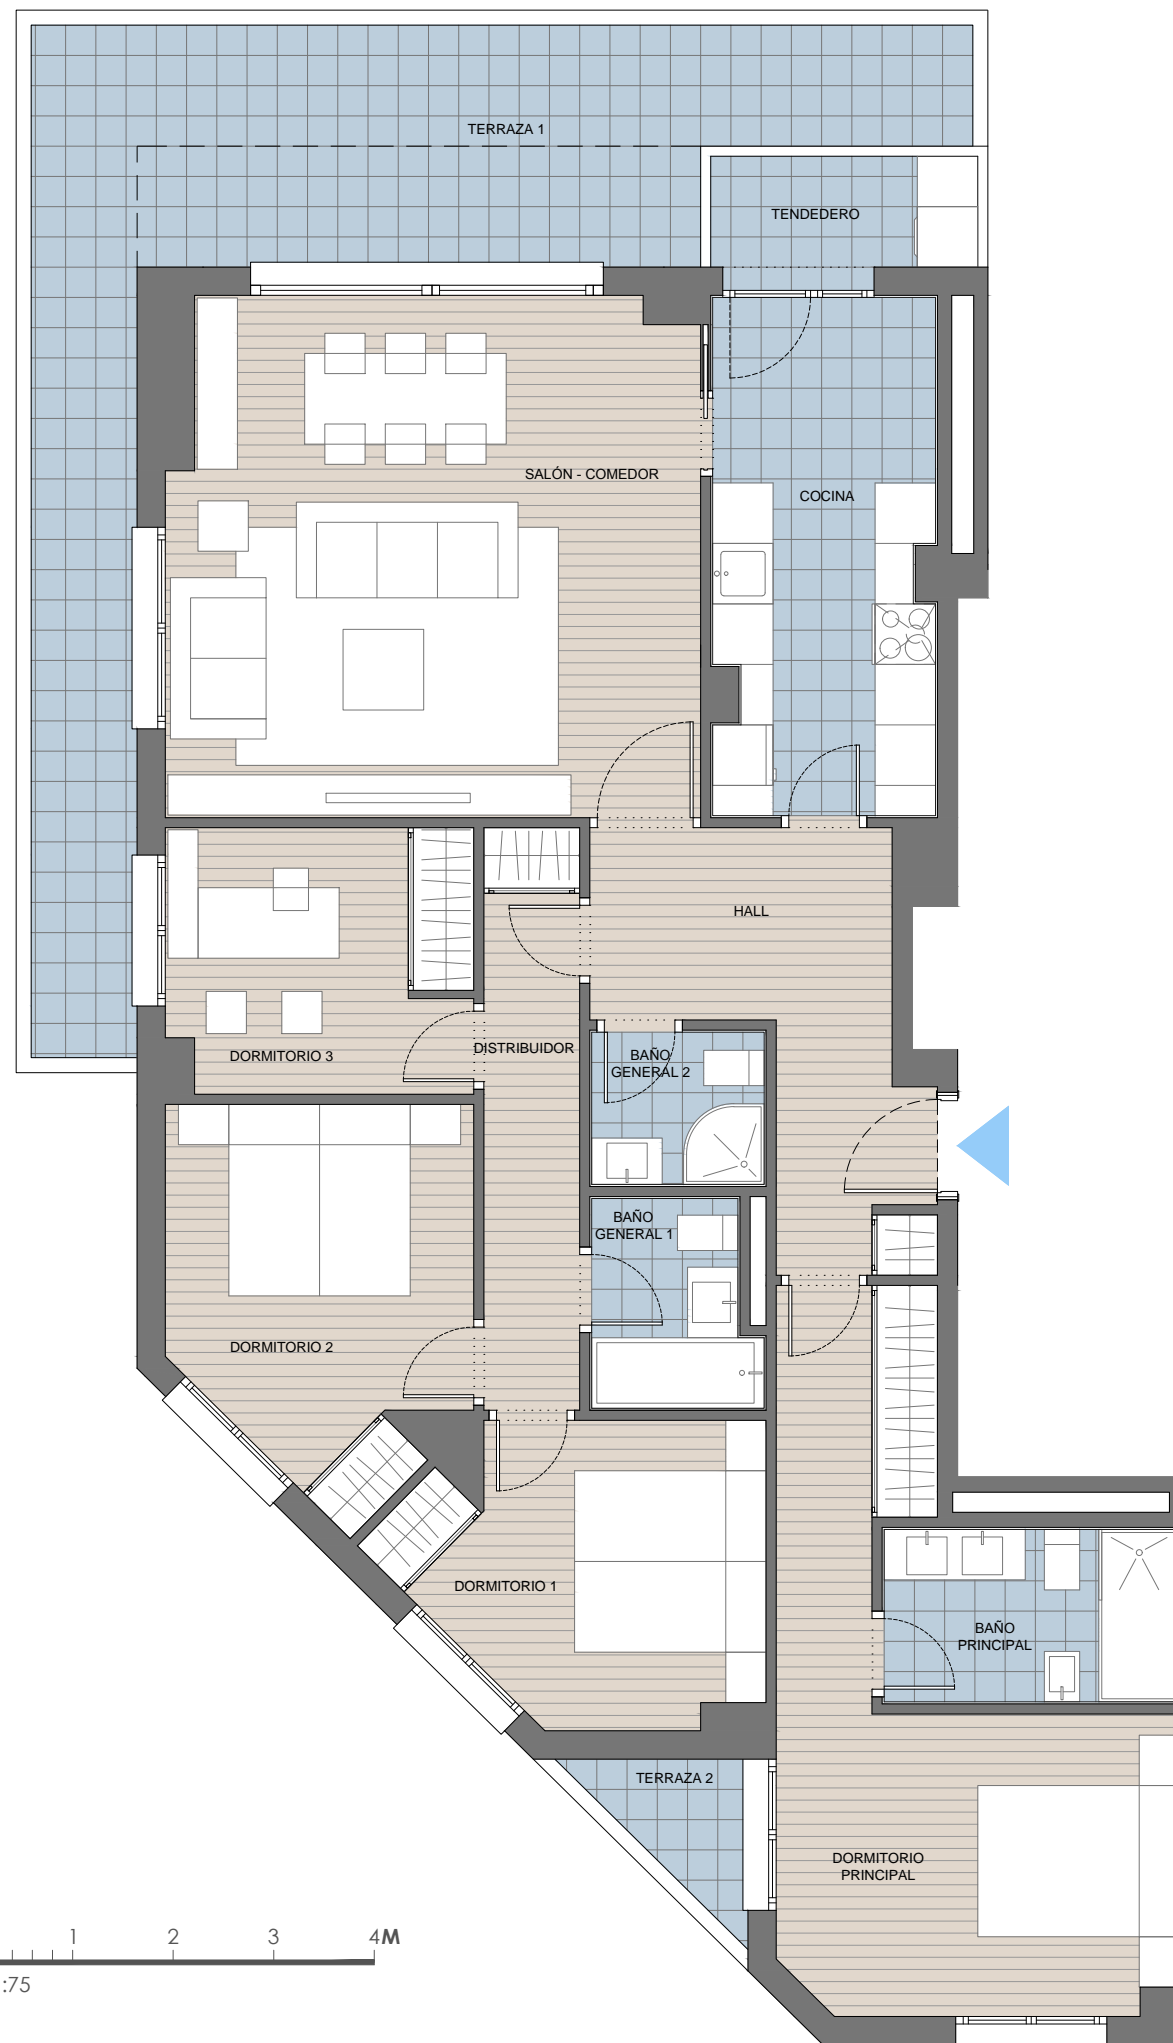 TERRAZA 1
TENDEDERO
SALÓN - COMEDOR
COCINA
HALL
DORMITORIO 3
DISTRIBUIDOR
BAÑO
GENERAL 2
BAÑO
GENERAL 1
DORMITORIO 2
DORMITORIO 1
BAÑO
PRINCIPAL
TERRAZA 2
DORMITORIO
PRINCIPAL
1 2 3 4M
:75